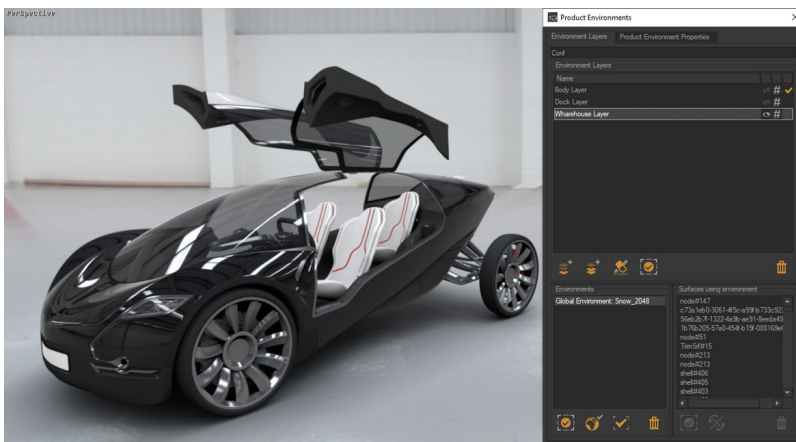 Perspective
Product Environments
Environment Layers
Product Environment Properties
Conf
Environment Layers
Name
Body Layer
Dock Layer
Wharehouse Layer
Environments
Surfaces using environment
Global Environment: Snow_2048
node#147
node#51
TrimSrf#15
node#213
node#213
shell#406
shell#405
shell#403